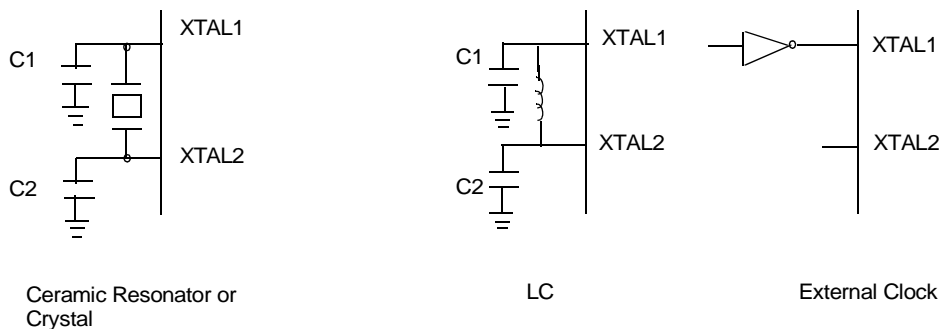 XTAL1
C1
XTAL2
C2
Ceramic Resonator or
Crystal
XTAL1
C1
XTAL2
C2
LC
XTAL1
XTAL2
External Clock